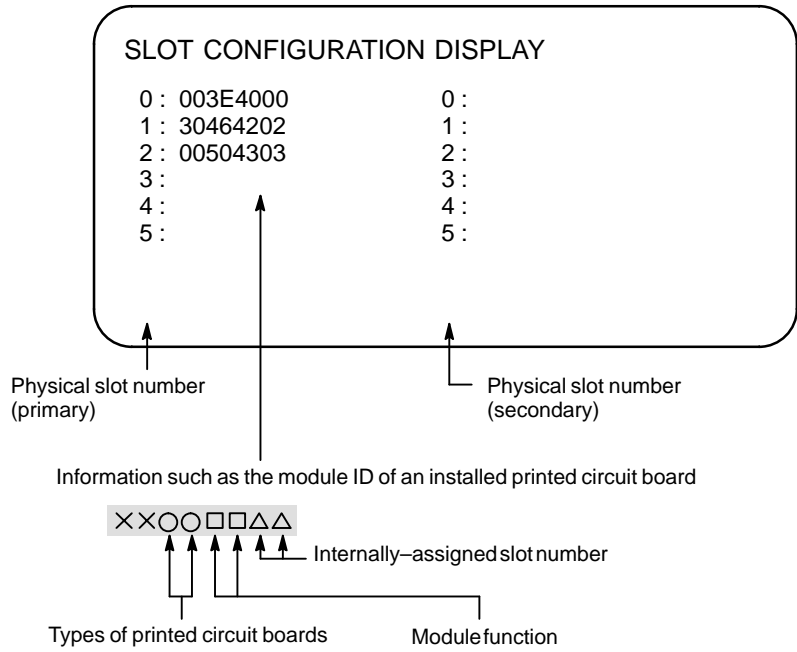 SLOT CONFIGURATION DISPLAY
0 : 003E4000 0 :
1 : 30464202 1 :
2 : 00504303 2 :
3 : 3 :
4 : 4 :
5 : 5 :
Physical slot number
(primary)
Physical slot number
(secondary)
Information such as the module ID of an installed printed circuit board
××○○□□△△
Internally–assigned slot number
Types of printed circuit boards
Module function